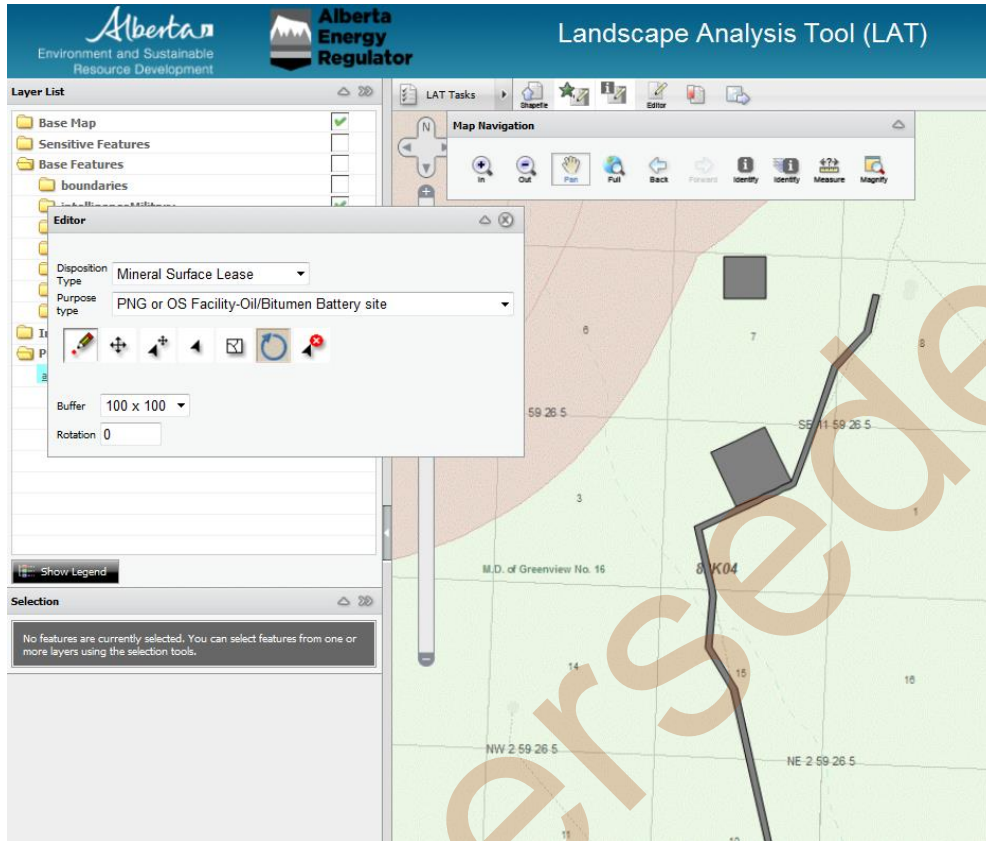 Alberta
Environment and Sustainable
Resource Development
Alberta
Energy
Regulator
Landscape Analysis Tool (LAT)
Layer List
LAT Tasks
Shapefile
Editor
Base Map
Sensitive Features
Base Features
boundaries
Map Navigation
N
In
Out
Pan
Full
Back
Forward
Identify
Identify
Measure
Magnify
Editor
Disposition
Type
Mineral Surface Lease
Purpose
type
PNG or OS Facility-Oil/Bitumen Battery site
Buffer
100 x 100
Rotation
0
6
7
8
59 26 5
SE 11 59 26 5
3
1
M.D. of Greenview No. 16
K04
14
15
16
NW 2 59 26 5
NE 2 59 26 5
11
Show Legend
Selection
No features are currently selected. You can select features from one or
more layers using the selection tools.
ersede